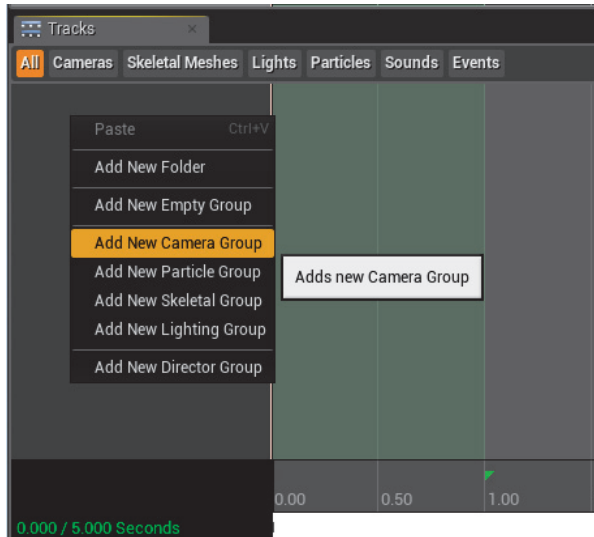 Tracks
All Cameras Skeletal Meshes Lights Particles Sounds Events
Paste Ctrl+V
Add New Folder
Add New Empty Group
Add New Camera Group
Adds new Camera Group
Add New Particle Group
Add New Skeletal Group
Add New Lighting Group
Add New Director Group
0.00 0.50 1.00
0.000 / 5.000 Seconds